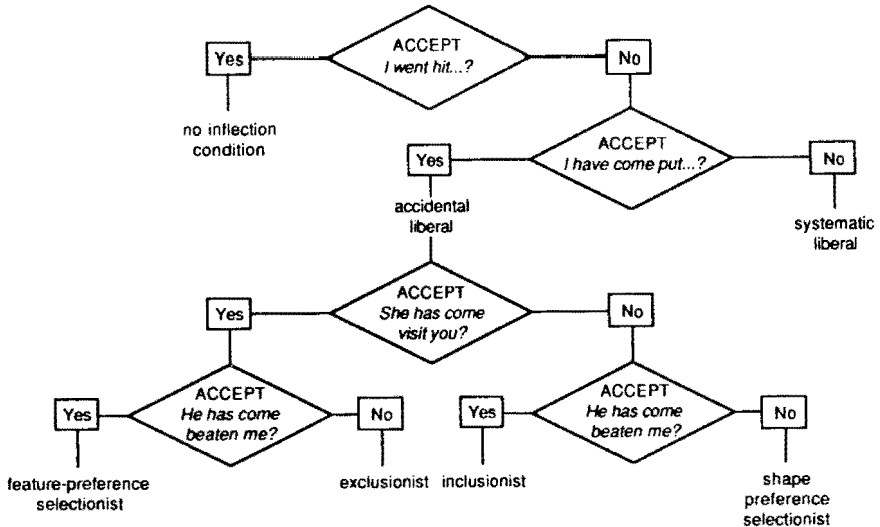 ACCEPT
I went hit...?
Yes
No
no inflection
condition
ACCEPT
I have come put...?
Yes
No
accidental
liberal
systematic
liberal
ACCEPT
She has come
visit you?
Yes
No
ACCEPT
He has come
beaten me?
Yes
No
ACCEPT
He has come
beaten me?
Yes
No
feature-preference
selectionist
exclusionist
inclusionist
shape
preference
selectionist